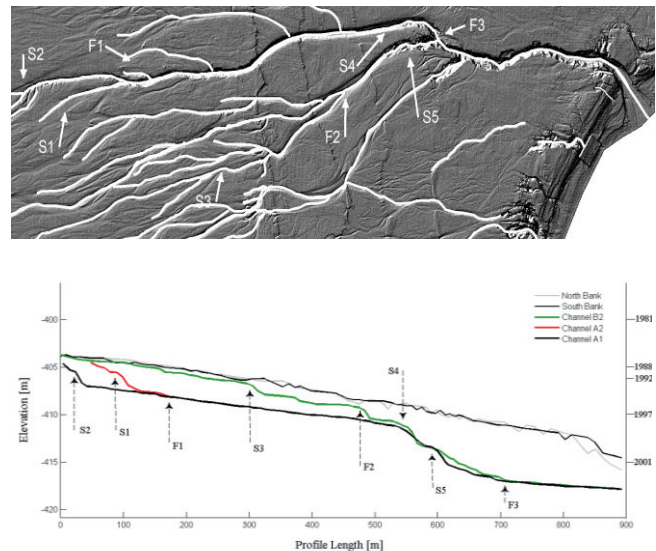 S2
F1
S1
S3
F2
S4
S5
F3
North Bank
South Bank
Channel B2
Channel A2
Channel A1
Elevation [m]
-400
-405
-410
-415
-420
1981
1988
1991
1997
2001
S2
S1
F1
S3
F2
S4
S5
F3
0
100
200
300
400
500
600
700
800
900
Profile Length [m]